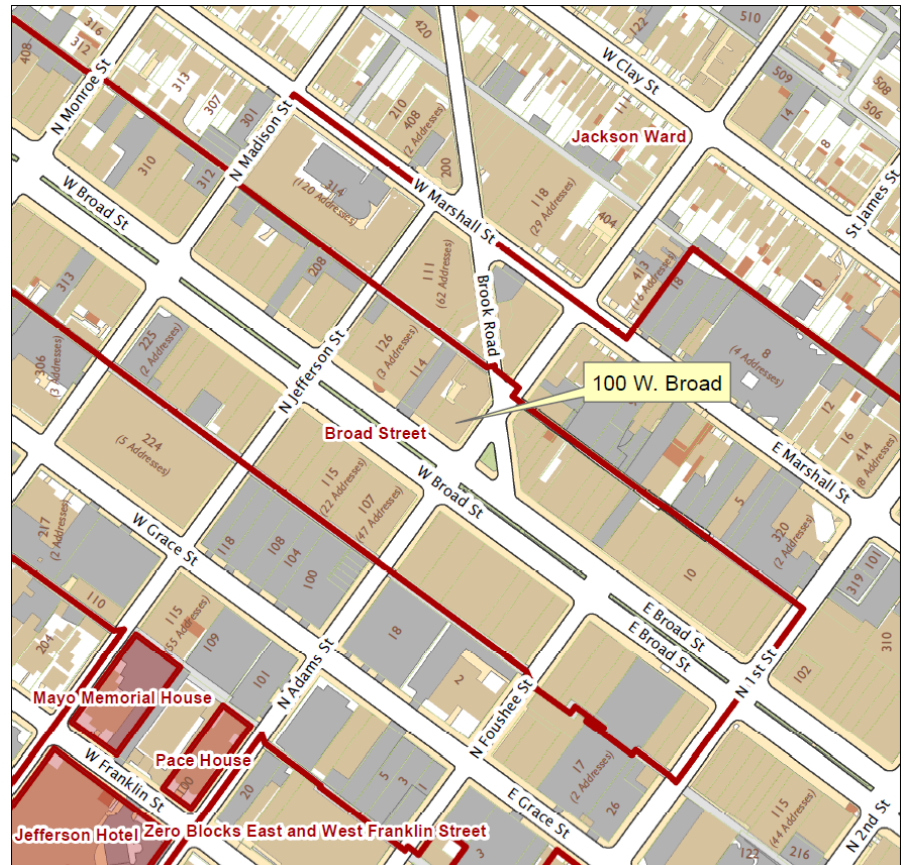 316
312
420
122
510
408
N Monroe St
313
307
301
210
408
(2 Addresses)
W Clay St
509
508
506
14
11
Jackson Ward
8
310
312
N Madison St
314
(120 Addresses)
200
118
(29 Addresses)
404
St James St
W Broad St
W Marshall St
413
(16 Addresses)
18
0
313
208
111
(62 Addresses)
Brook Road
225
(2 Addresses)
306
(3 Addresses)
N Jefferson St
126
(3 Addresses)
114
8
(4 Addresses)
100 W. Broad
12
16
414
(8 Addresses)
224
(5 Addresses)
Broad Street
E Marshall St
115
(22 Addresses)
107
(47 Addresses)
W Broad St
5
320
(2 Addresses)
217
(2 Addresses)
W Grace St
118
108
104
100
10
319
101
110
115
(55 Addresses)
109
E Broad St
E Broad St
310
204
101
N Adams St
18
2
N 1st St
102
Mayo Memorial House
N Foushee St
Pace House
W Franklin St
100
20
5
3
1
17
(2 Addresses)
26
E Grace St
115
(44 Addresses)
N 2nd St
Jefferson Hotel
Zero Blocks East and West Franklin Street
3
122
216